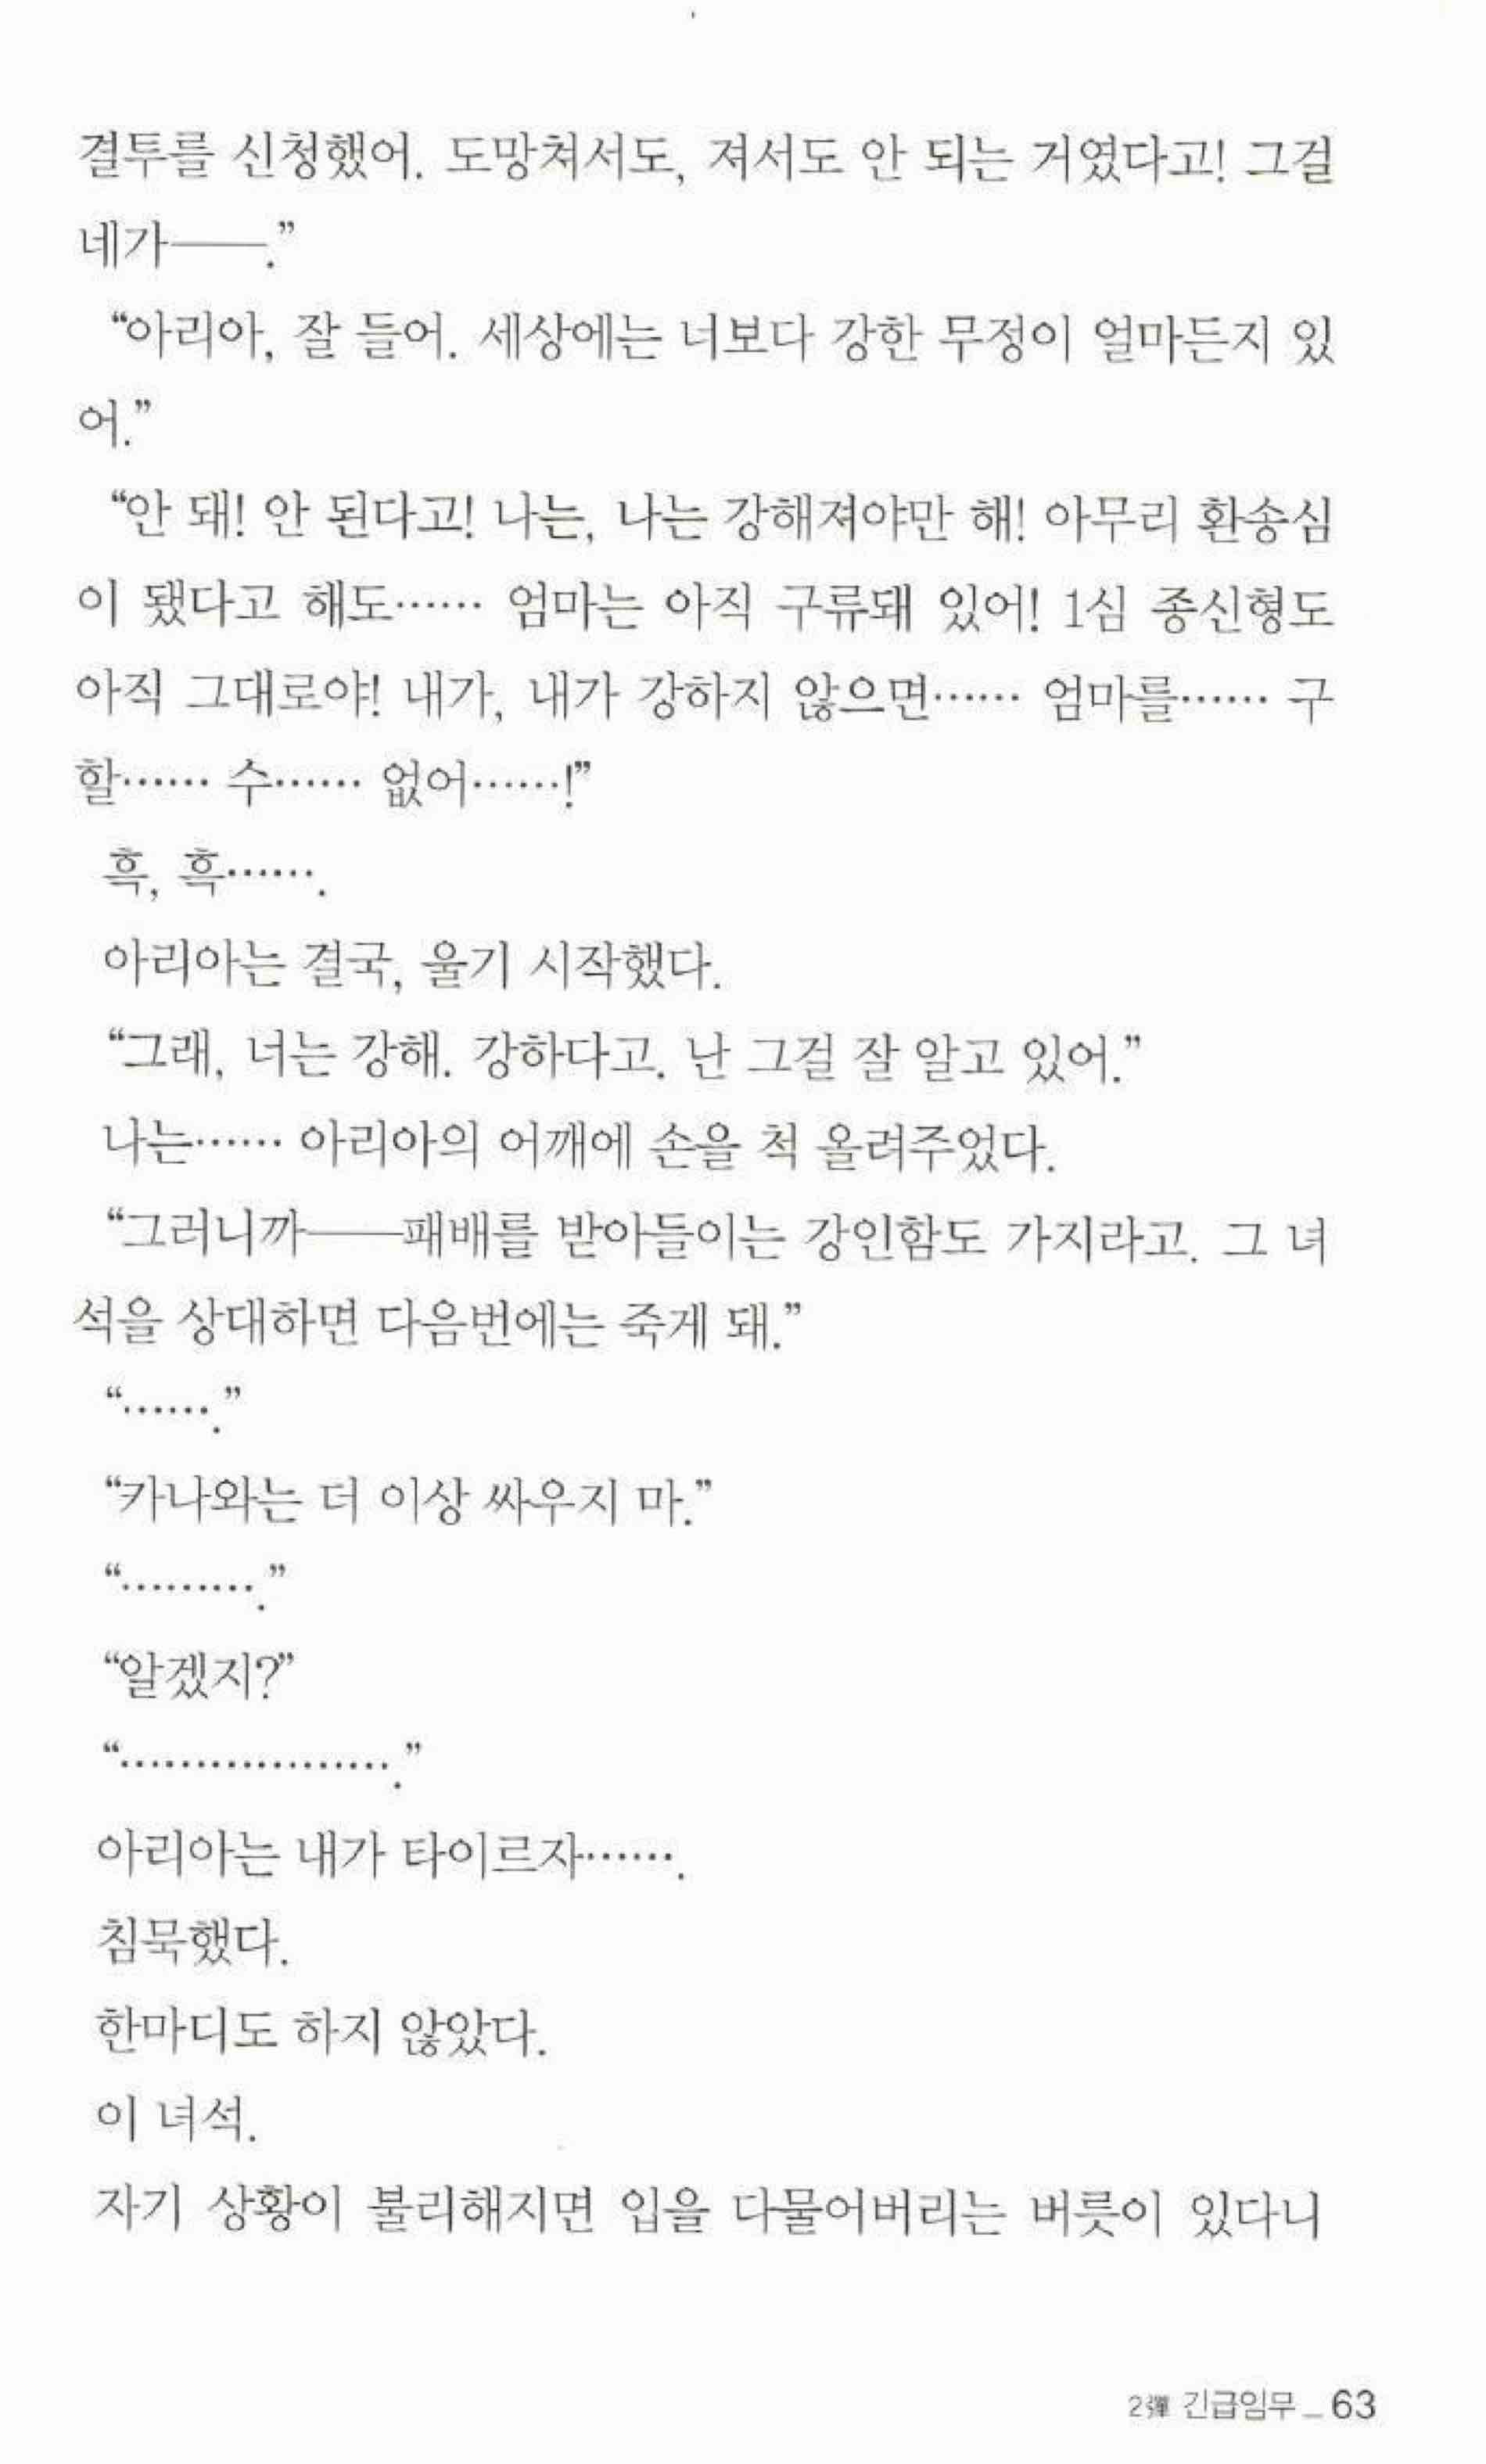 결투를 신청했어. 도망쳐서도, 져서도 안 되는 거였다고! 그걸
네가──.”
“아리아, 잘 들어. 세상에는 너보다 강한 무정이 얼마든지 있
어.”
“안 돼! 안 된다고! 나는, 나는 강해져야만 해! 아무리 환송심
이 됐다고 해도…… 엄마는 아직 구류돼 있어! 1심 종신형도
아직 그대로야! 내가, 내가 강하지 않으면…… 엄마를…… 구
할…… 수…… 없어……!”
흑, 흑…….
아리아는 결국, 울기 시작했다.
“그래, 너는 강해. 강하다고. 난 그걸 잘 알고 있어.”
나는…… 아리아의 어깨에 손을 척 올려주었다.
“그러니까──패배를 받아들이는 강인함도 가지라고. 그 녀
석을 상대하면 다음번에는 죽게 돼.”
“…….”
“카나와는 더 이상 싸우지 마.”
“……….”
“알겠지?”
“……………….”
아리아는 내가 타이르자…….
침묵했다.
한마디도 하지 않았다.
이 녀석.
자기 상황이 불리해지면 입을 다물어버리는 버릇이 있다니
2彈 긴급임무 _ 63